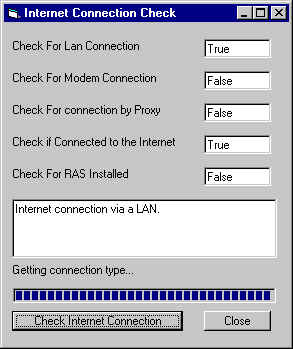 Internet Connection Check
Check For Lan Connection True
Check For Modem Connection False
Check For connection by Proxy False
Check if Connected to the Internet True
Check For RAS Installed False
Internet connection via a LAN.
Getting connection type...
Check Internet Connection Close